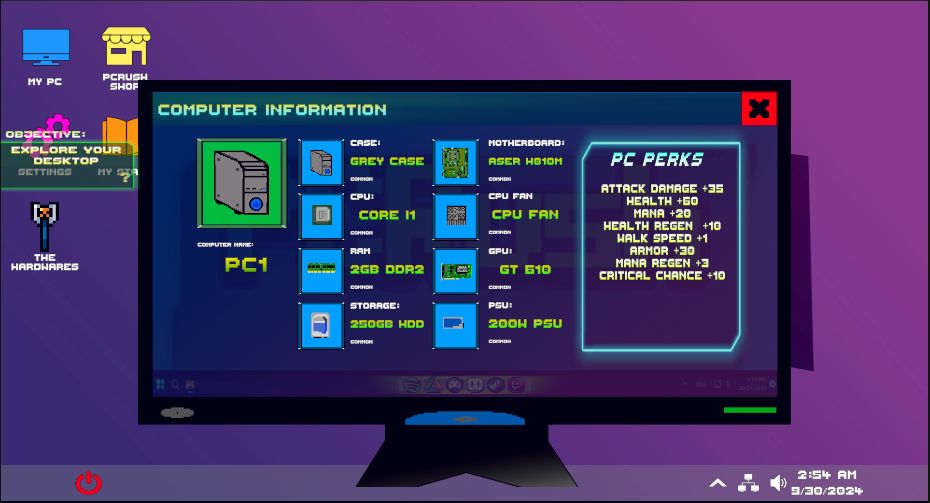 MY PC
PCRUSH
SHOP
OBJECTIVE:
EXPLORE YOUR
DESKTOP
?
SETTINGS
MY STA
THE
HARDWARES
COMPUTER INFORMATION
COMPUTER NAME:
PC1
CASE:
GREY CASE
COMMON
CPU:
CORE I1
COMMON
RAM
2GB DDR2
COMMON
STORAGE:
250GB HDD
COMMON
MOTHERBOARD:
ASER H810M
COMMON
CPU FAN
CPU FAN
COMMON
GPU:
GT 610
COMMON
PSU:
200W PSU
COMMON
PC PERKS
ATTACK DAMAGE +35
HEALTH +60
MANA +20
HEALTH REGEN +10
WALK SPEED +1
ARMOR +30
MANA REGEN +3
CRITICAL CHANCE +10
2:54 AM
9/30/2024